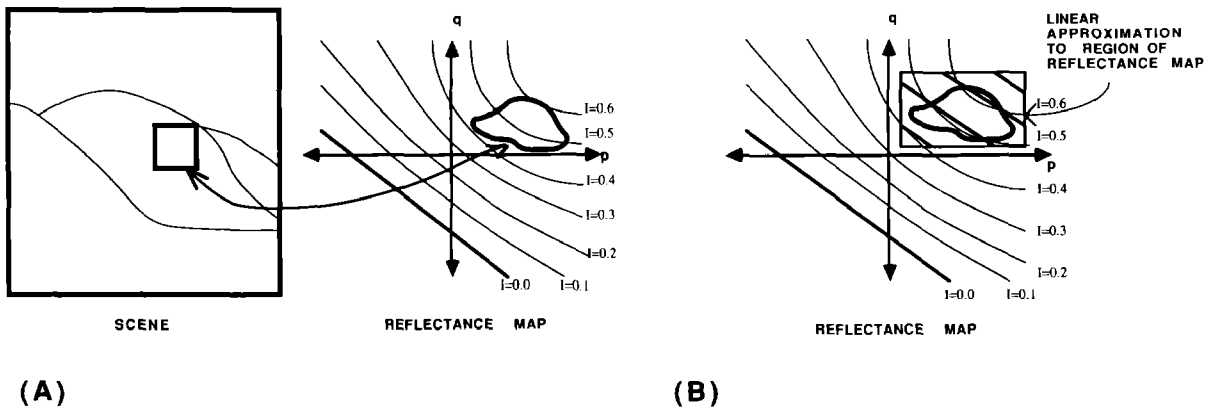 q
I=0.6
I=0.5
p
I=0.4
I=0.3
I=0.2
I=0.1
I=0.0
SCENE
REFLECTANCE MAP
(A)
q
LINEAR
APPROXIMATION
TO REGION OF
REFLECTANCE MAP
I=0.6
I=0.5
p
I=0.4
I=0.3
I=0.2
I=0.1
I=0.0
REFLECTANCE MAP
(B)